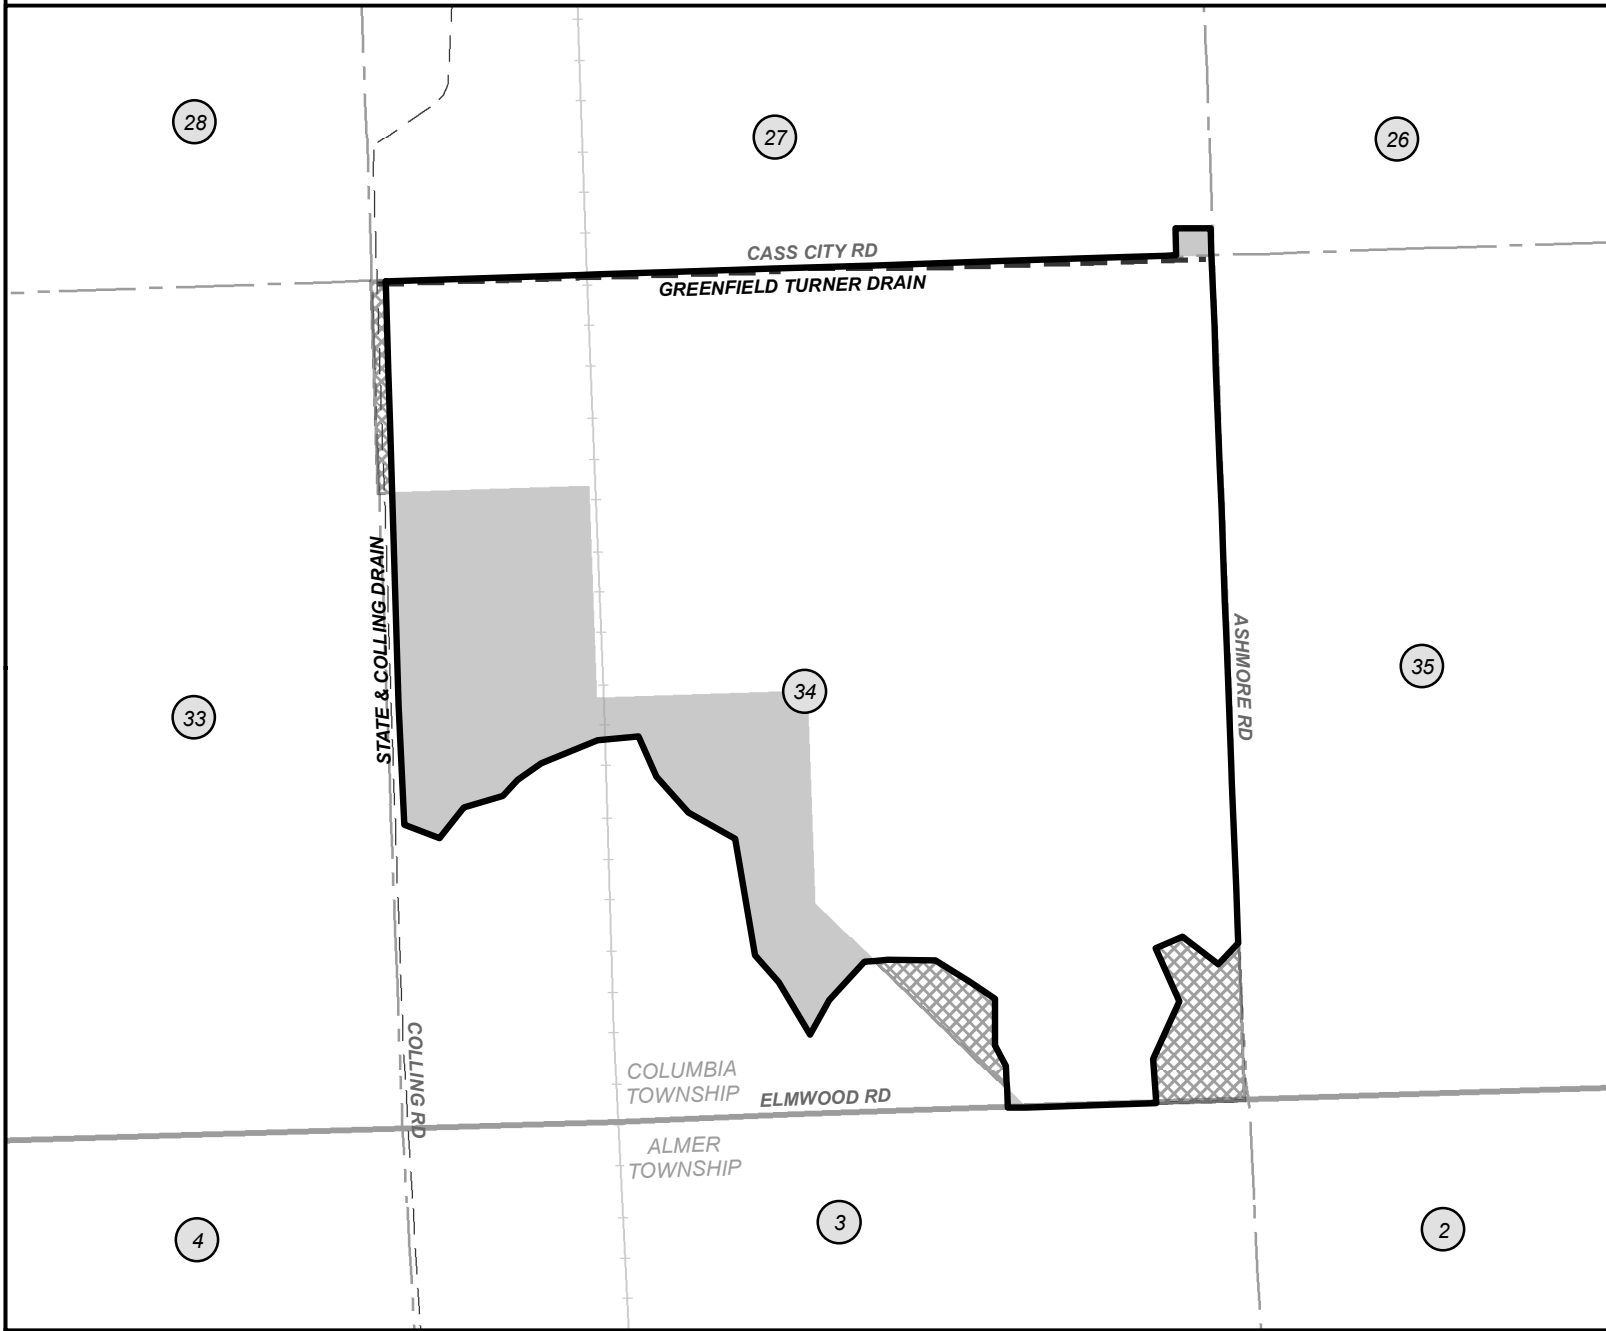 28
27
26
CASS CITY RD
GREENFIELD TURNER DRAIN
STATE & COLLING DRAIN
ASHMORE RD
33
34
35
COLLING RD
COLUMBIA
TOWNSHIP
ELMWOOD RD
ALMER
TOWNSHIP
4
3
2